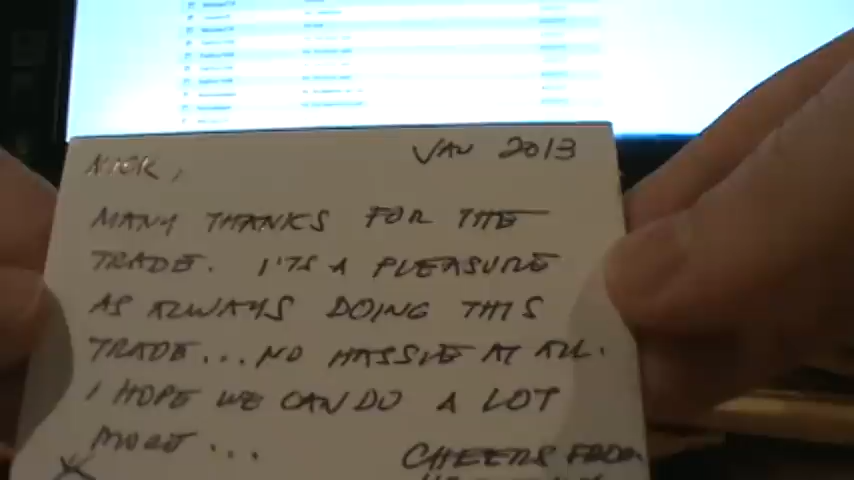 NICK, JAN 2013
MANY THANKS FOR THE
TRADE. I'TS A PLEASURE
AS ALWAYS DOING THIS
TRADE... NO HASSLE AT ALL.
I HOPE WE CAN DO A LOT
MORE...
CHEERS FROM